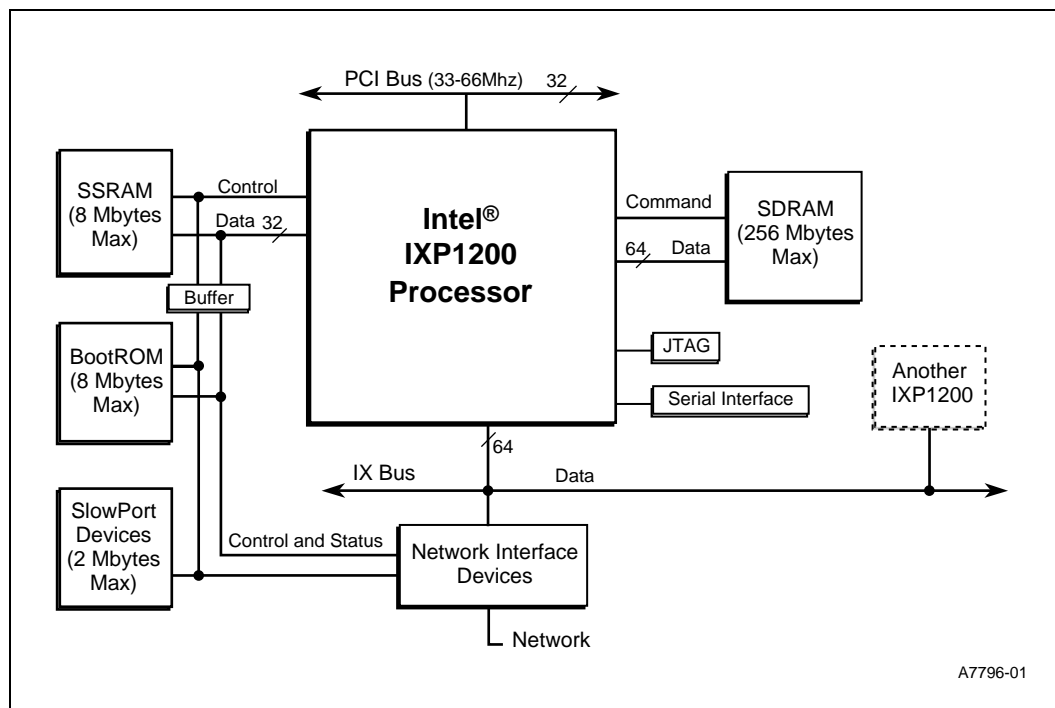 PCI Bus (33-66Mhz) 32
SSRAM
(8 Mbytes
Max)
Control
Data 32
Intel®
IXP1200
Processor
Command
64 Data
SDRAM
(256 Mbytes
Max)
Buffer
BootROM
(8 Mbytes
Max)
JTAG
Serial Interface
Another
IXP1200
64
IX Bus
Data
SlowPort
Devices
(2 Mbytes
Max)
Control and Status
Network Interface
Devices
Network
A7796-01